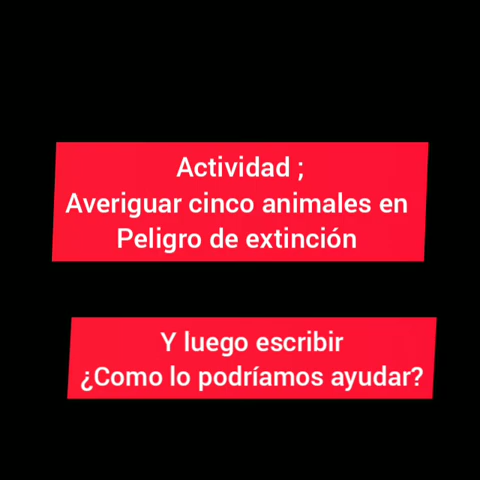 Actividad ;
Averiguar cinco animales en
Peligro de extinción
Y luego escribir
¿Como lo podríamos ayudar?